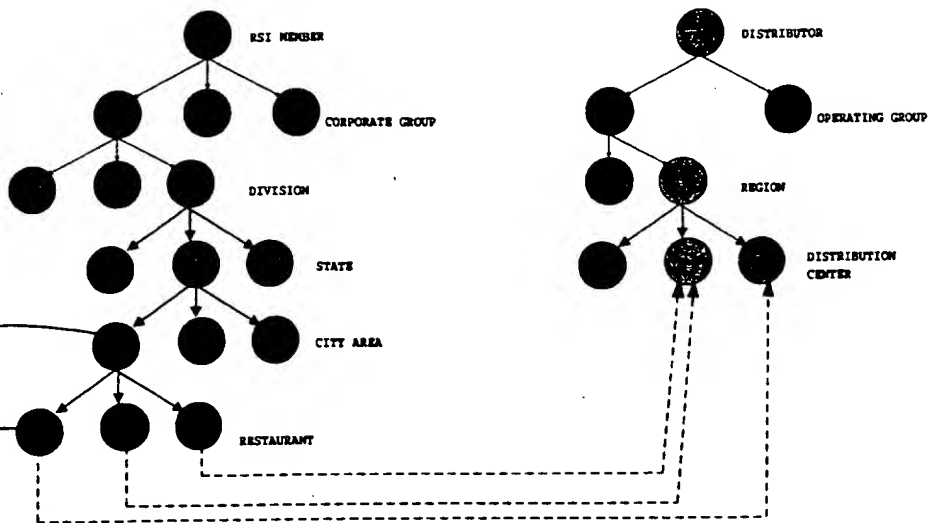 RSI MEMBER
DISTRIBUTOR
CORPORATE GROUP
OPERATING GROUP
DIVISION
REGION
STATE
DISTRIBUTION
CENTER
CITY AREA
RESTAURANT